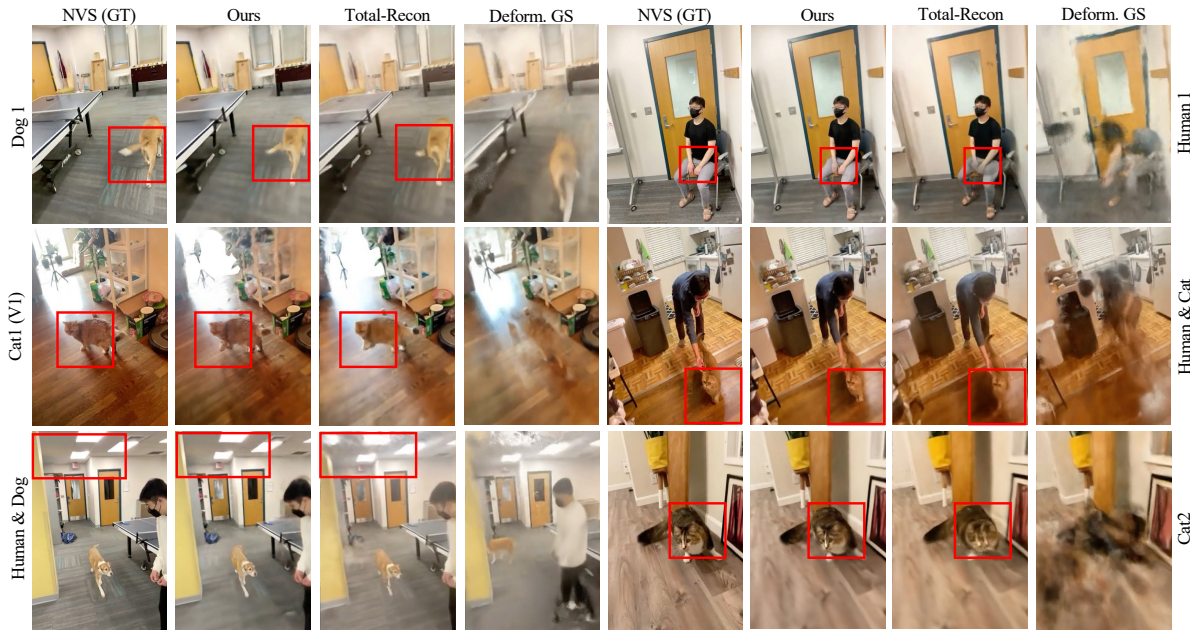 NVS (GT) Ours Total-Recon Deform. GS NVS (GT) Ours Total-Recon Deform. GS
Dog 1
Human 1
Cat1 (V1)
Human & Cat
Human & Dog
Cat2